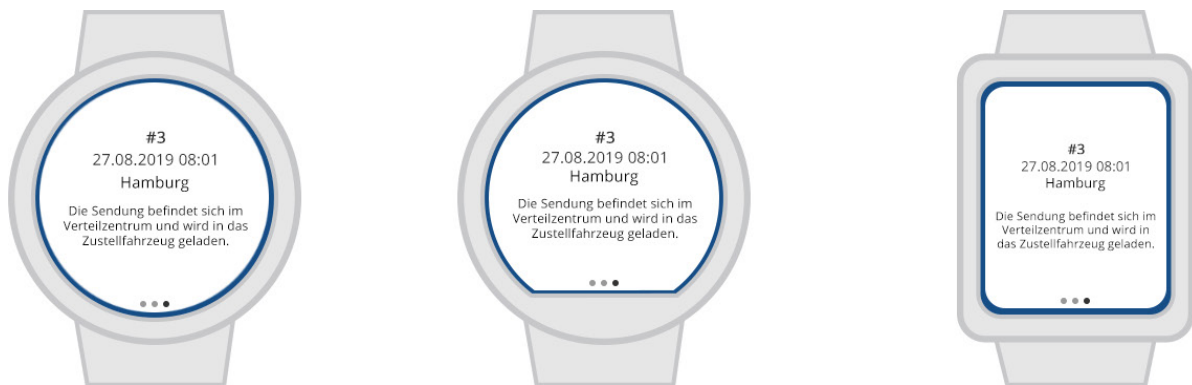 #3
27.08.2019 08:01
Hamburg
Die Sendung befindet sich im
Verteilzentrum und wird in das
Zustellfahrzeug geladen.
#3
27.08.2019 08:01
Hamburg
Die Sendung befindet sich im
Verteilzentrum und wird in das
Zustellfahrzeug geladen.
#3
27.08.2019 08:01
Hamburg
Die Sendung befindet sich im
Verteilzentrum und wird in
das Zustellfahrzeug geladen.